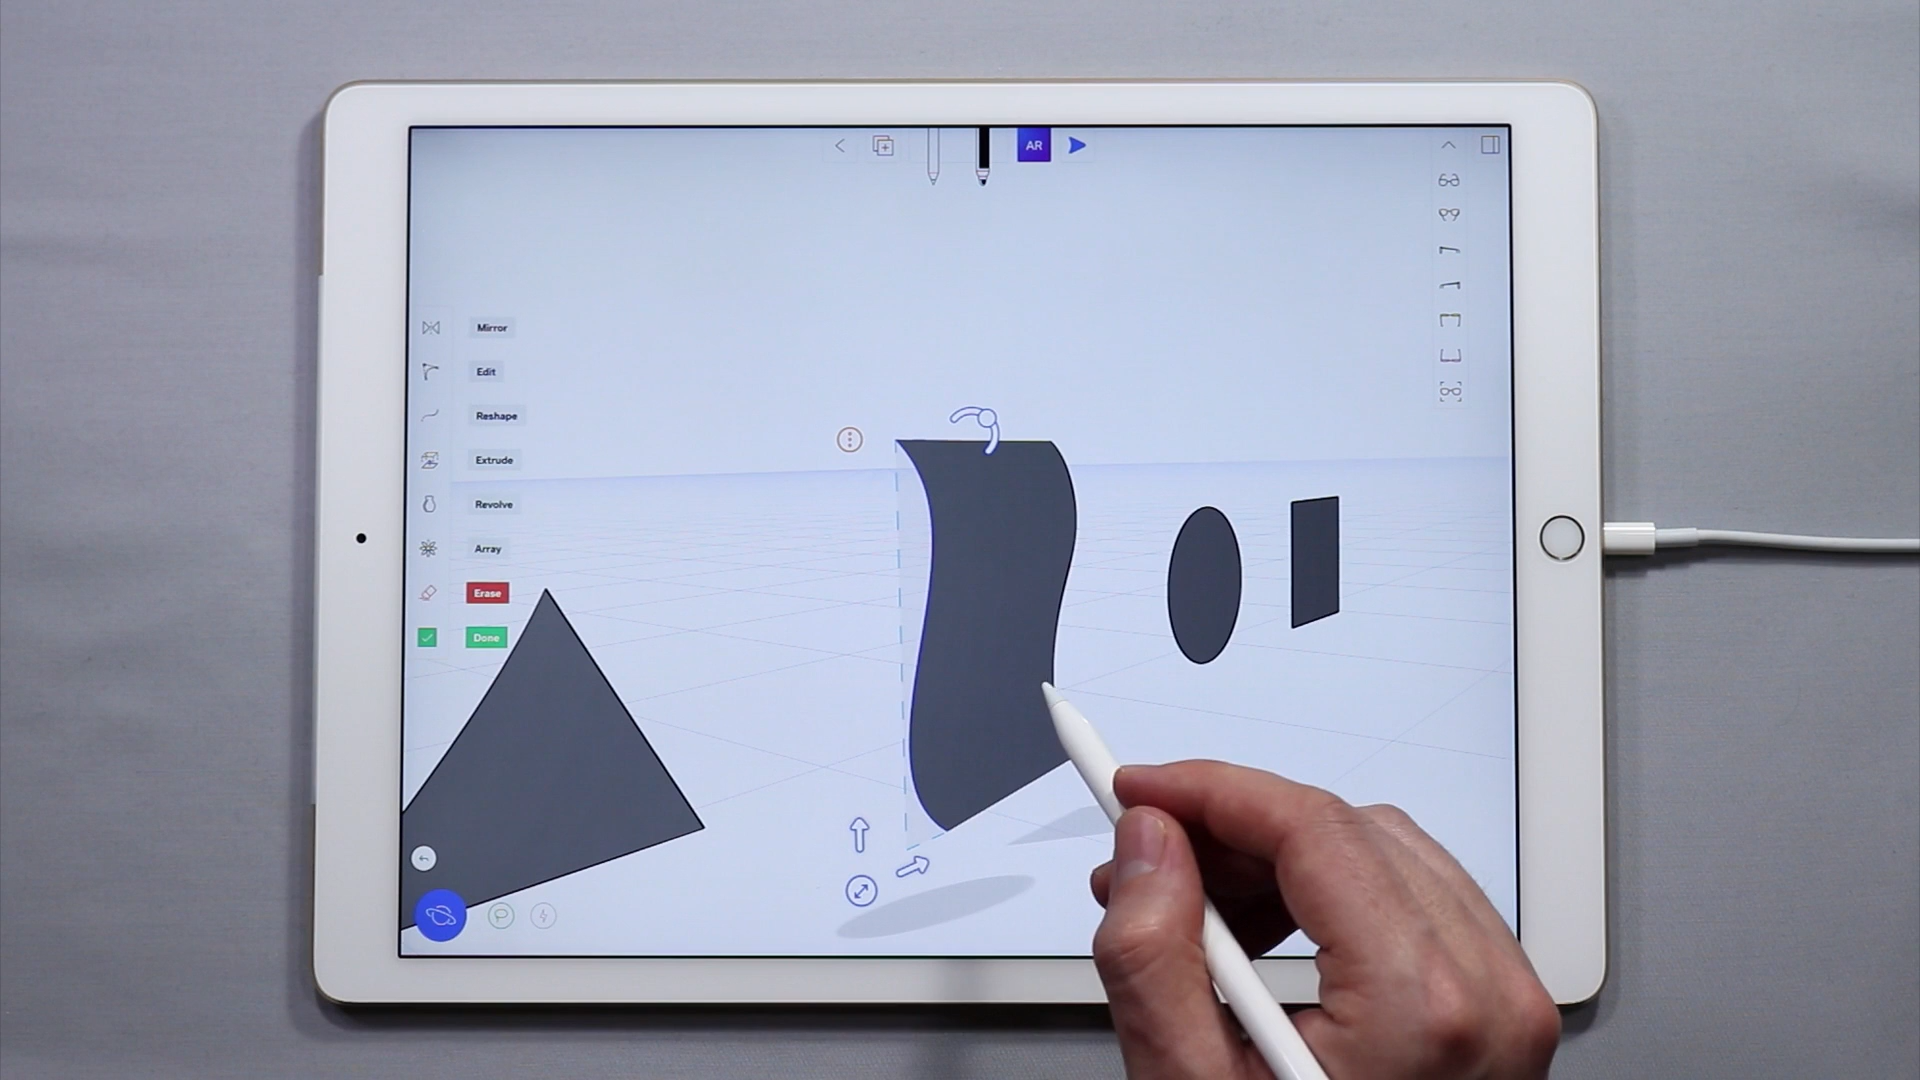 AR
Mirror
Edit
Reshape
Extrude
Revolve
Array
Erase
Done